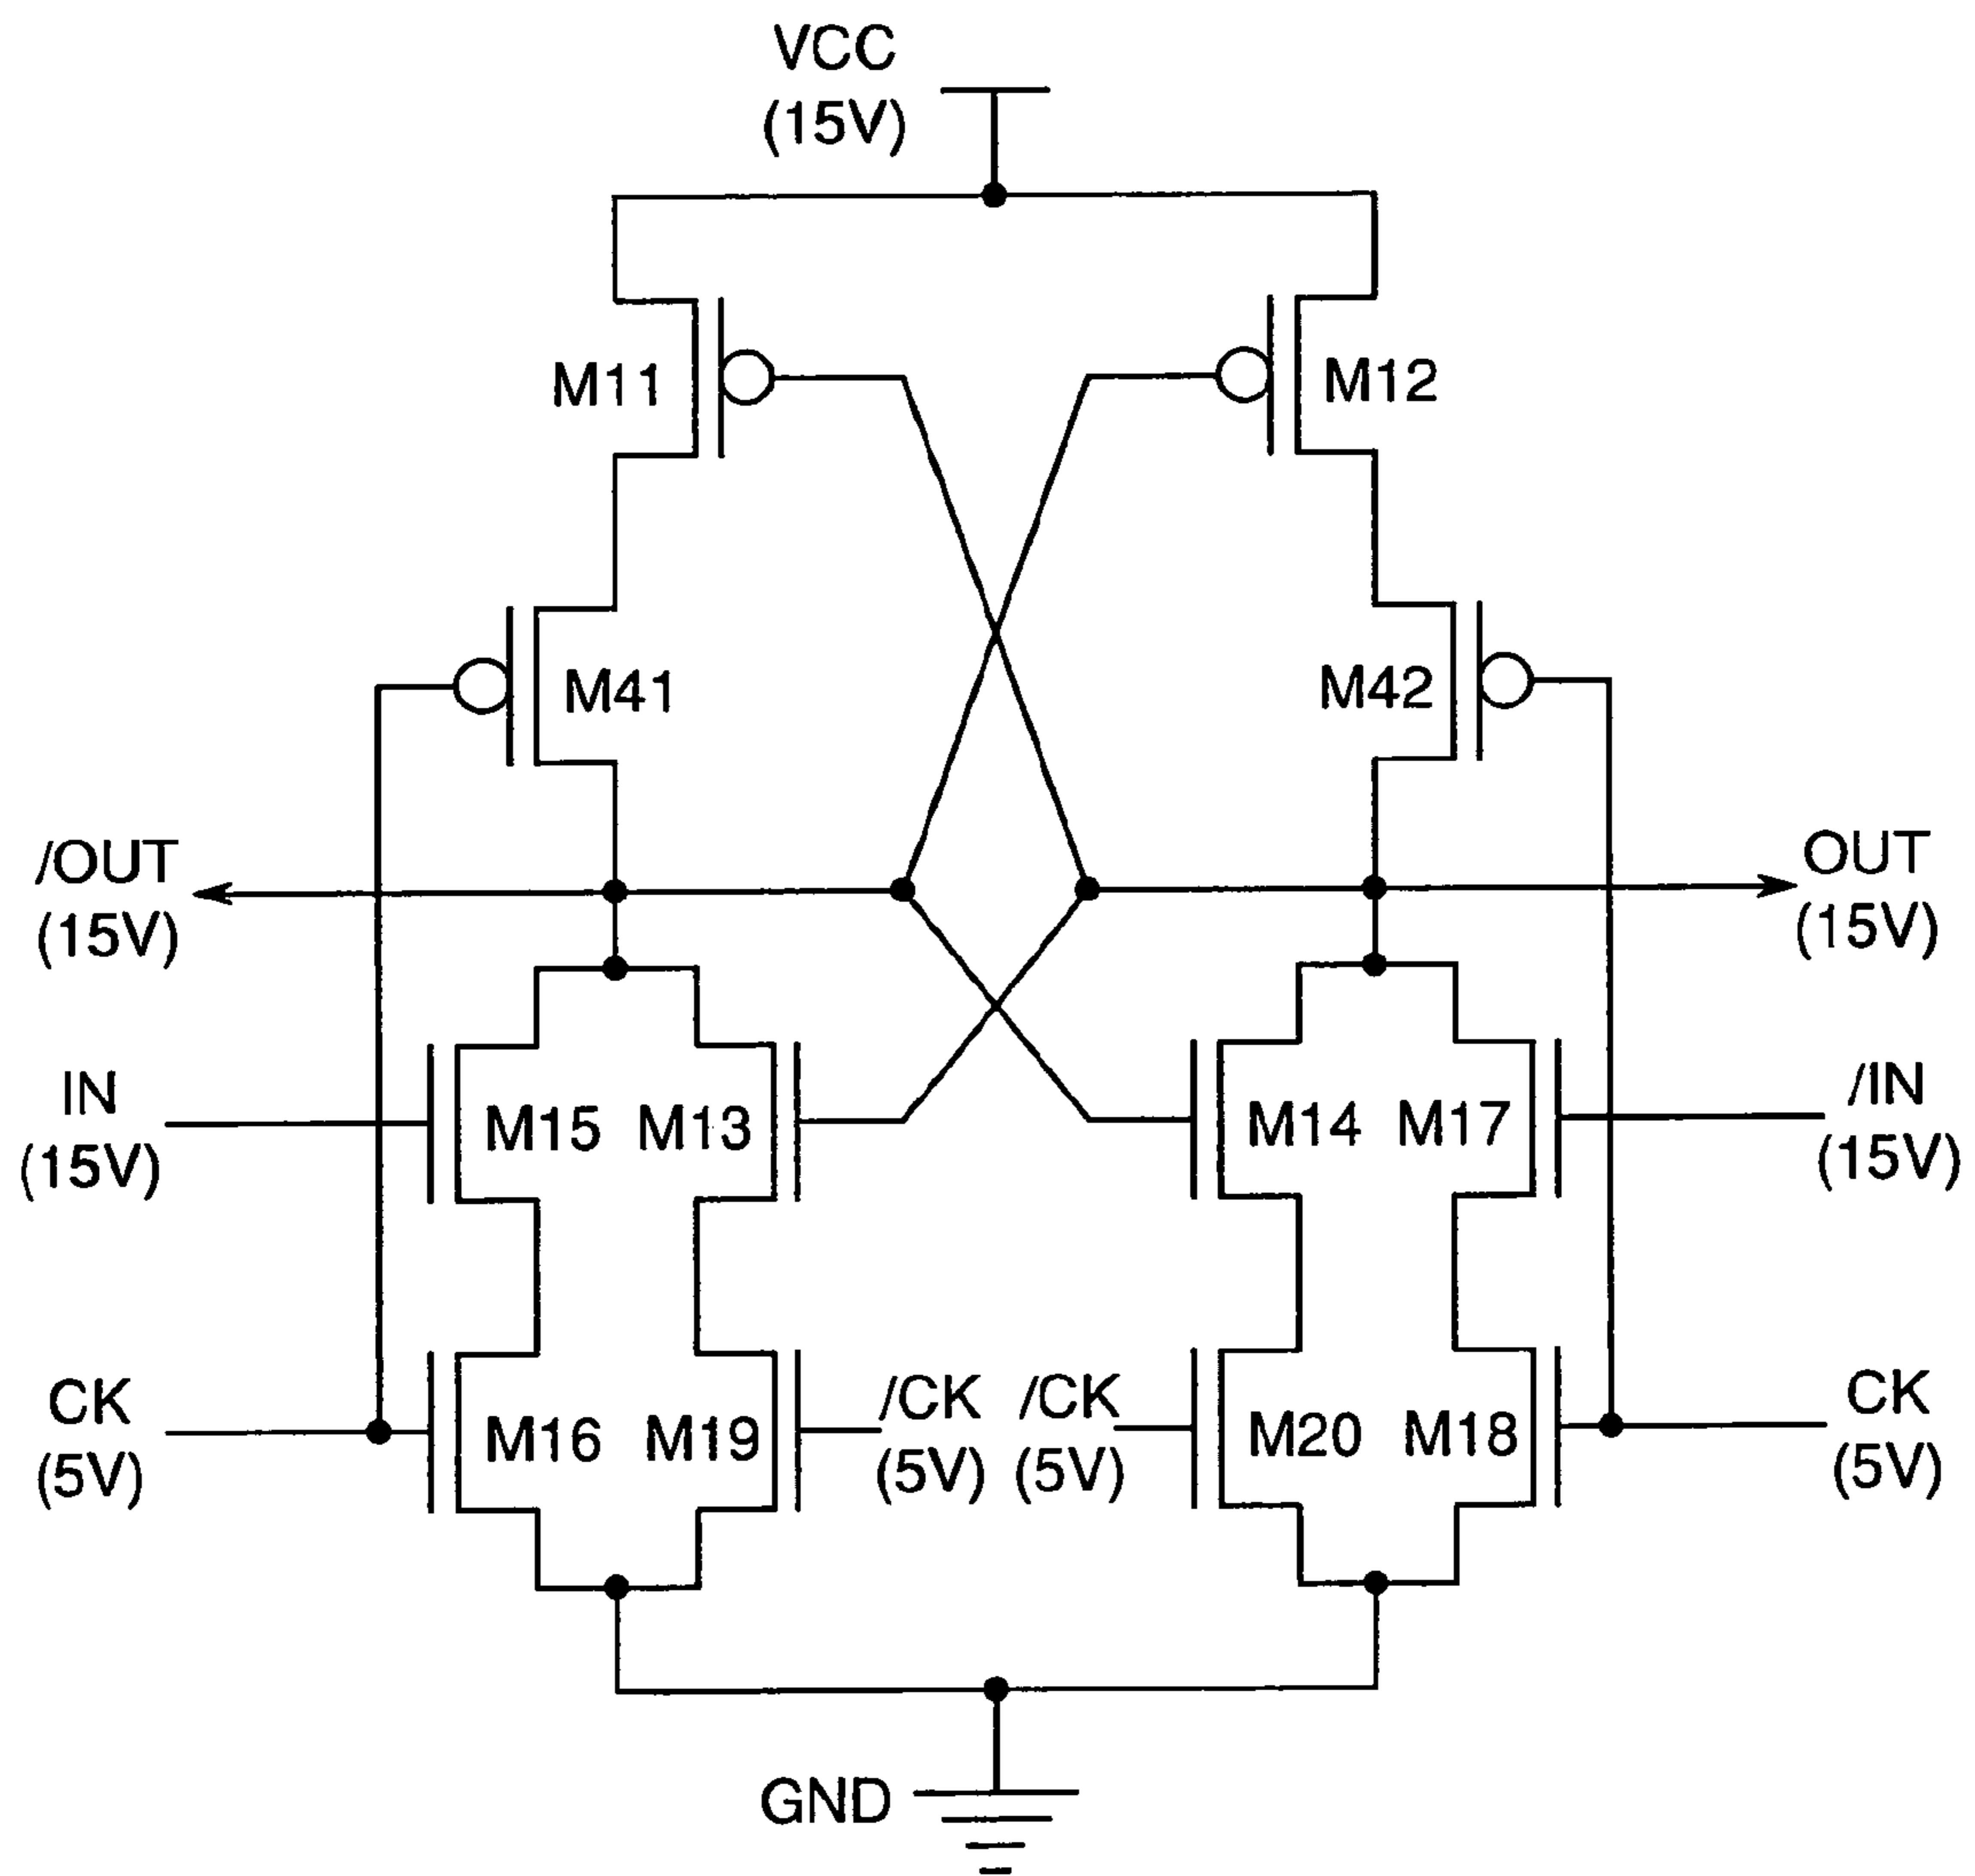 VCC
(15V)
M11
M12
M41
M42
/OUT
(15V)
OUT
(15V)
IN
(15V)
M15
M13
M14
M17
/IN
(15V)
CK
(5V)
M16
M19
/CK
(5V)
/CK
(5V)
M20
M18
CK
(5V)
GND